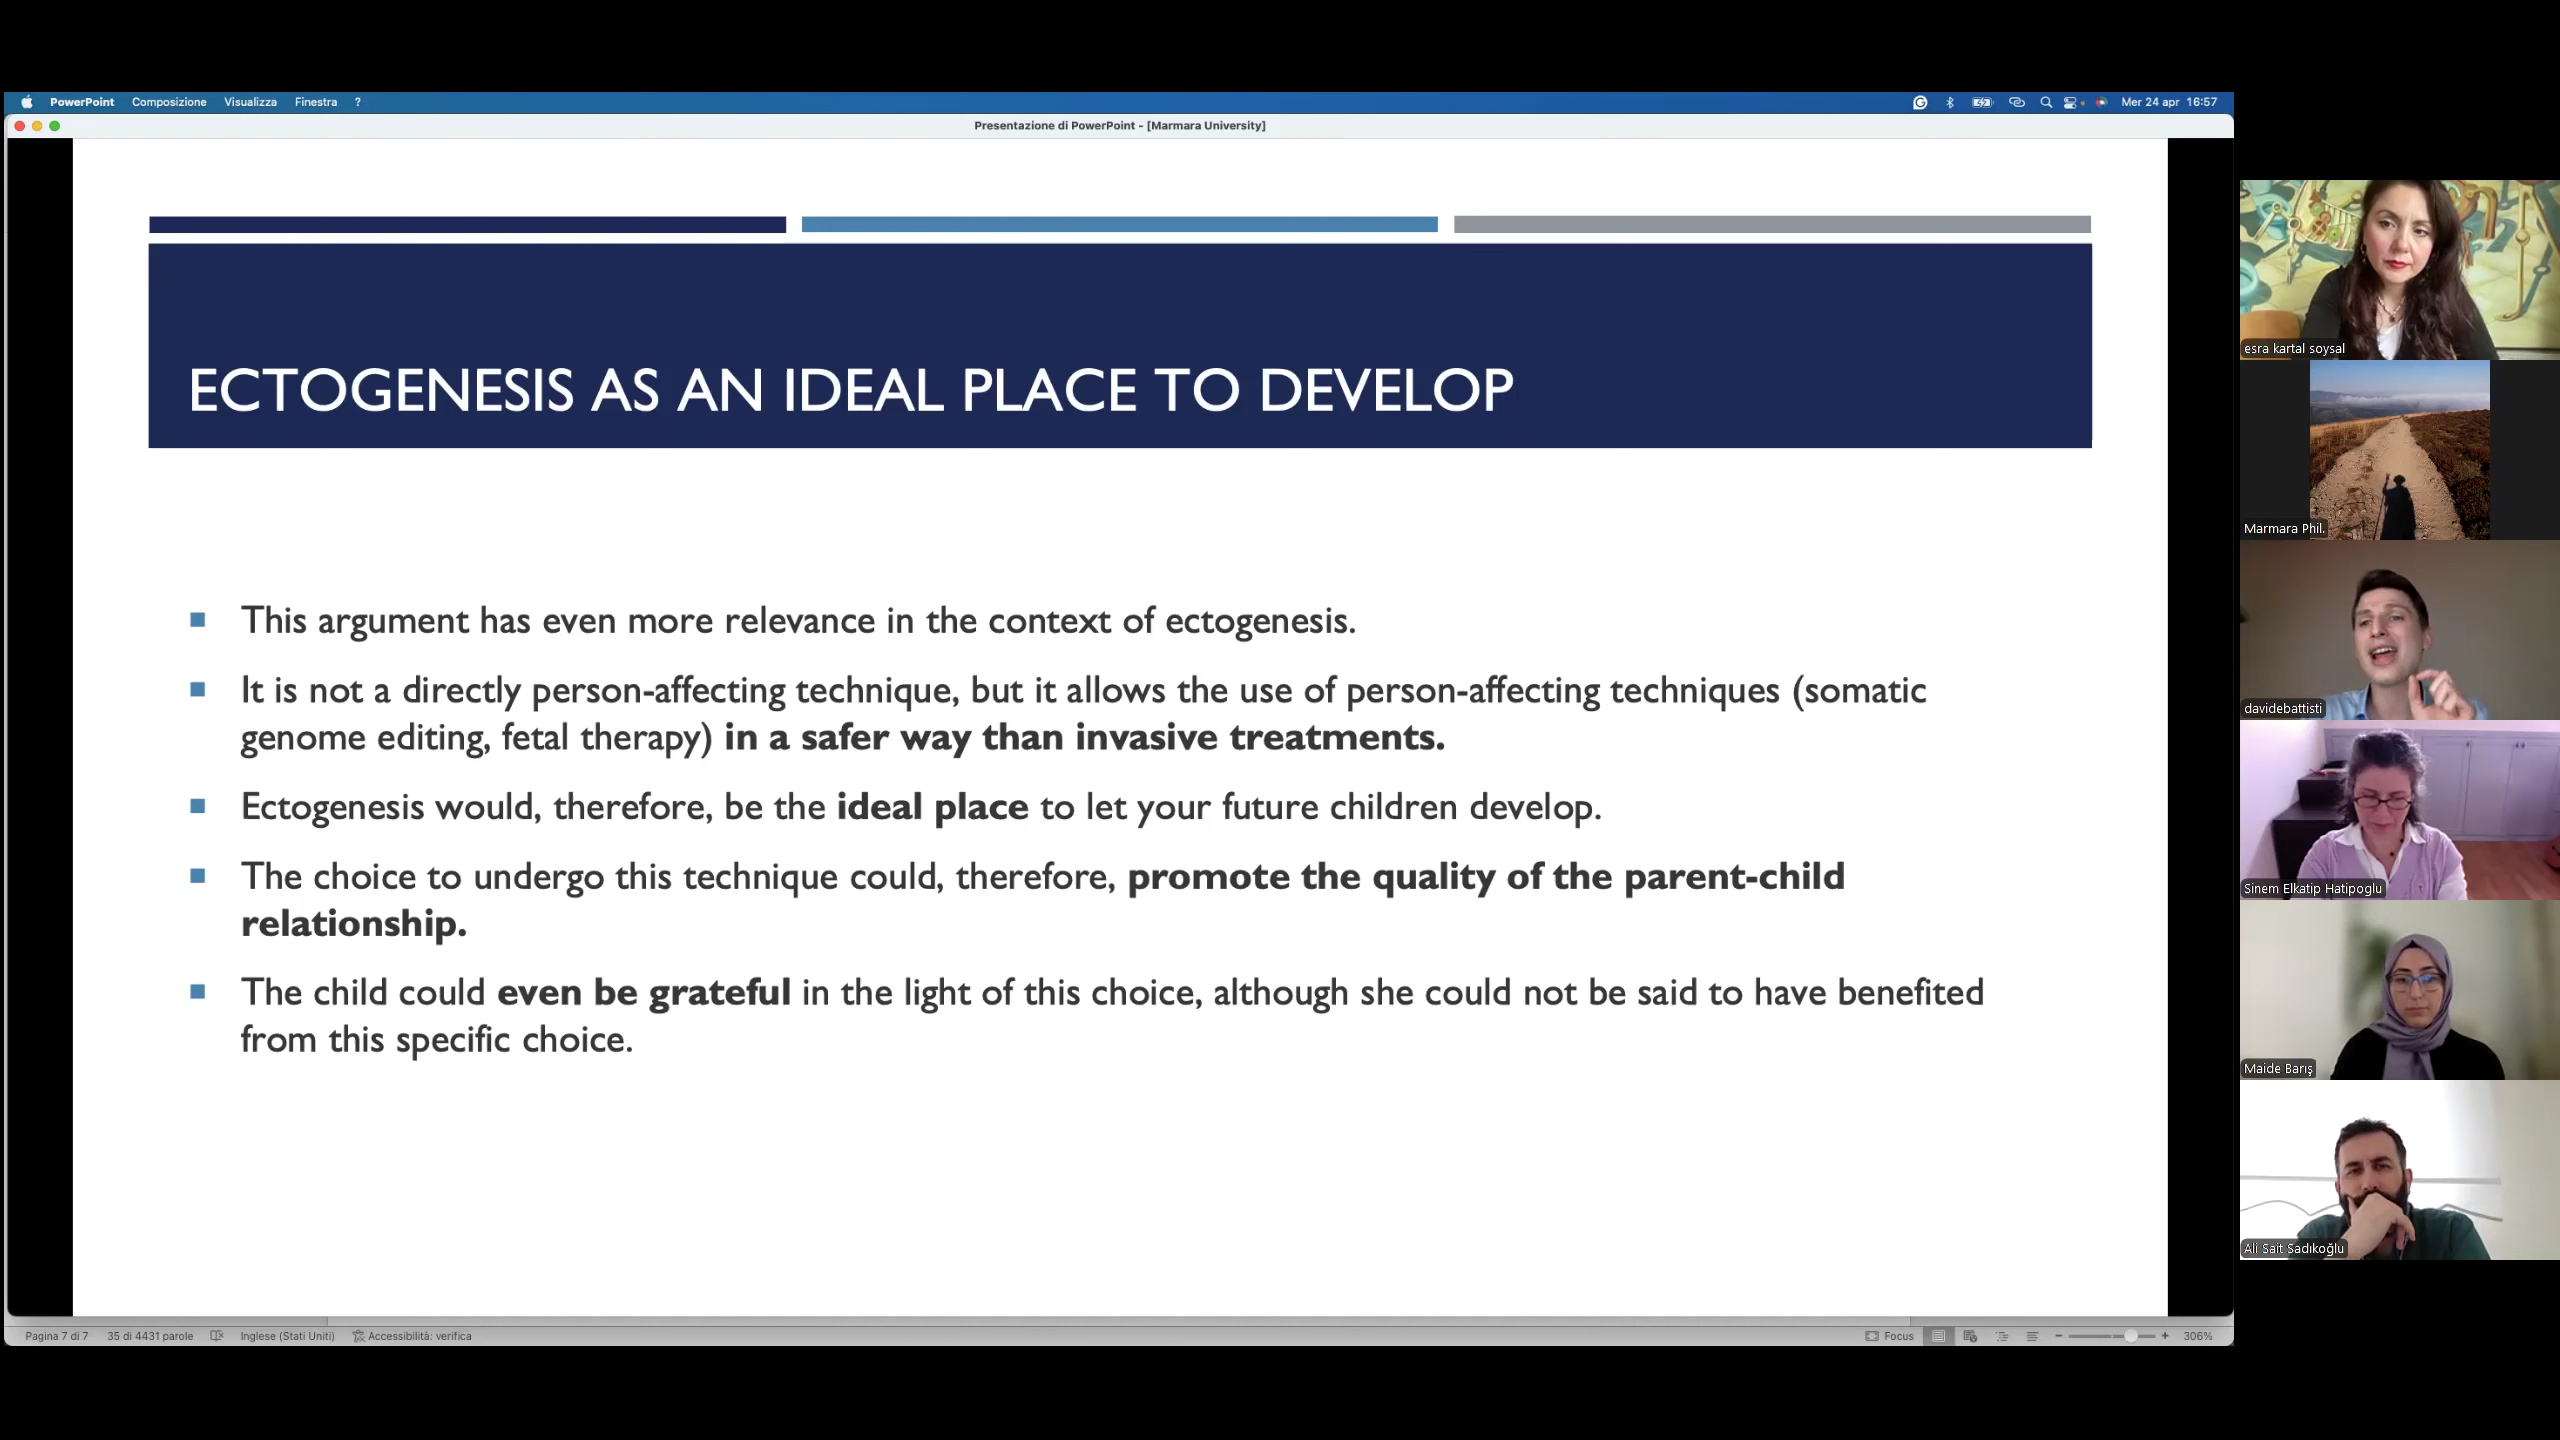 PowerPoint Composizione Visualizza Finestra ? Mer 24 apr 16:57
Presentazione di PowerPoint - [Marmara University]
ECTOGENESIS AS AN IDEAL PLACE TO DEVELOP
This argument has even more relevance in the context of ectogenesis.
It is not a directly person-affecting technique, but it allows the use of person-affecting techniques (somatic
genome editing, fetal therapy) in a safer way than invasive treatments.
Ectogenesis would, therefore, be the ideal place to let your future children develop.
The choice to undergo this technique could, therefore, promote the quality of the parent-child
relationship.
The child could even be grateful in the light of this choice, although she could not be said to have benefited
from this specific choice.
Pagina 7 di 7 35 di 4431 parole Inglese (Stati Uniti) Accessibilità: verifica Focus 306%
esra kartal soysal
Marmara Phil.
davidebattisti
Sinem Elkatip Hatipoglu
Maide Barış
Ali Sait Sadıkoğlu